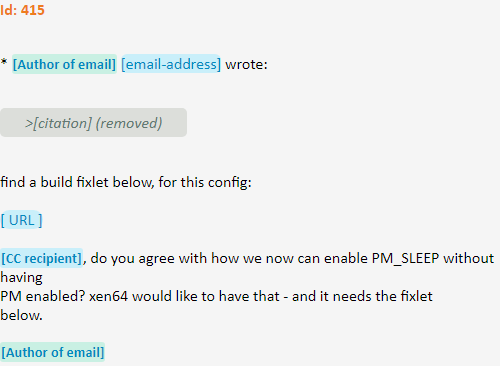 Id: 415
* [Author of email] [email-address] wrote:
>[citation] (removed)
find a build fixlet below, for this config:
[ URL ]
[CC recipient], do you agree with how we now can enable PM_SLEEP without
having
PM enabled? xen64 would like to have that - and it needs the fixlet
below.
[Author of email]